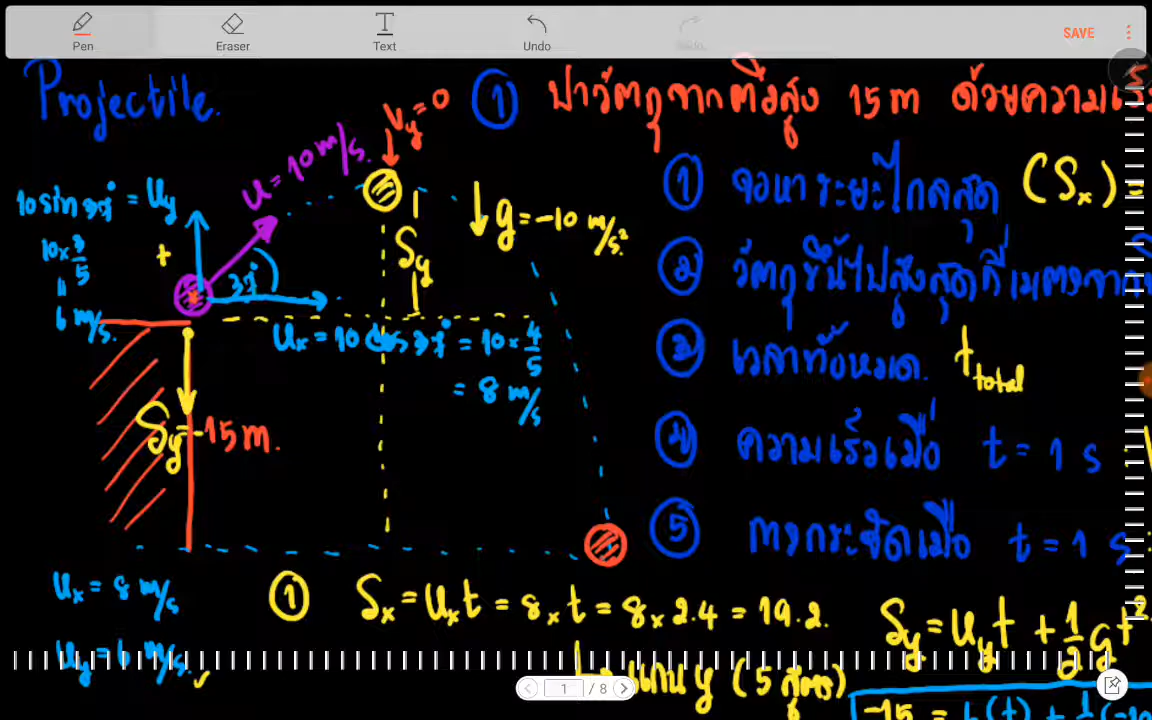 Pen Eraser Text Undo SAVE
Projectile.
① ปาวัตถุจากตึกสูง 15 m ด้วยความเร็ว
Vy = 0
u = 10 m/s.
10 sin 37° = Uy
10 × 3/5
"
6 m/s.
+
37°
Sy
g = -10 m/s²
Ux = 10 cos 37° = 10 × 4/5
= 8 m/s
Sy = -15 m.
① จงหาระยะไกลสุด (Sx) =
② วัตถุขึ้นไปสูงสุดกี่เมตรจาก
③ เวลาทั้งหมด. t total
④ ความเร็วเมื่อ t = 1 s
⑤ การกระขจัดเมื่อ t = 1 s
Ux = 8 m/s
Uy = 6 m/s.
① Sx = Uxt = 8 × t = 8 × 2.4 = 19.2.
Sy = Uyt + 1/2 gt²
แกน y (5 สูตร)
-15 = 6(t) + 1/2(-10
1 / 8